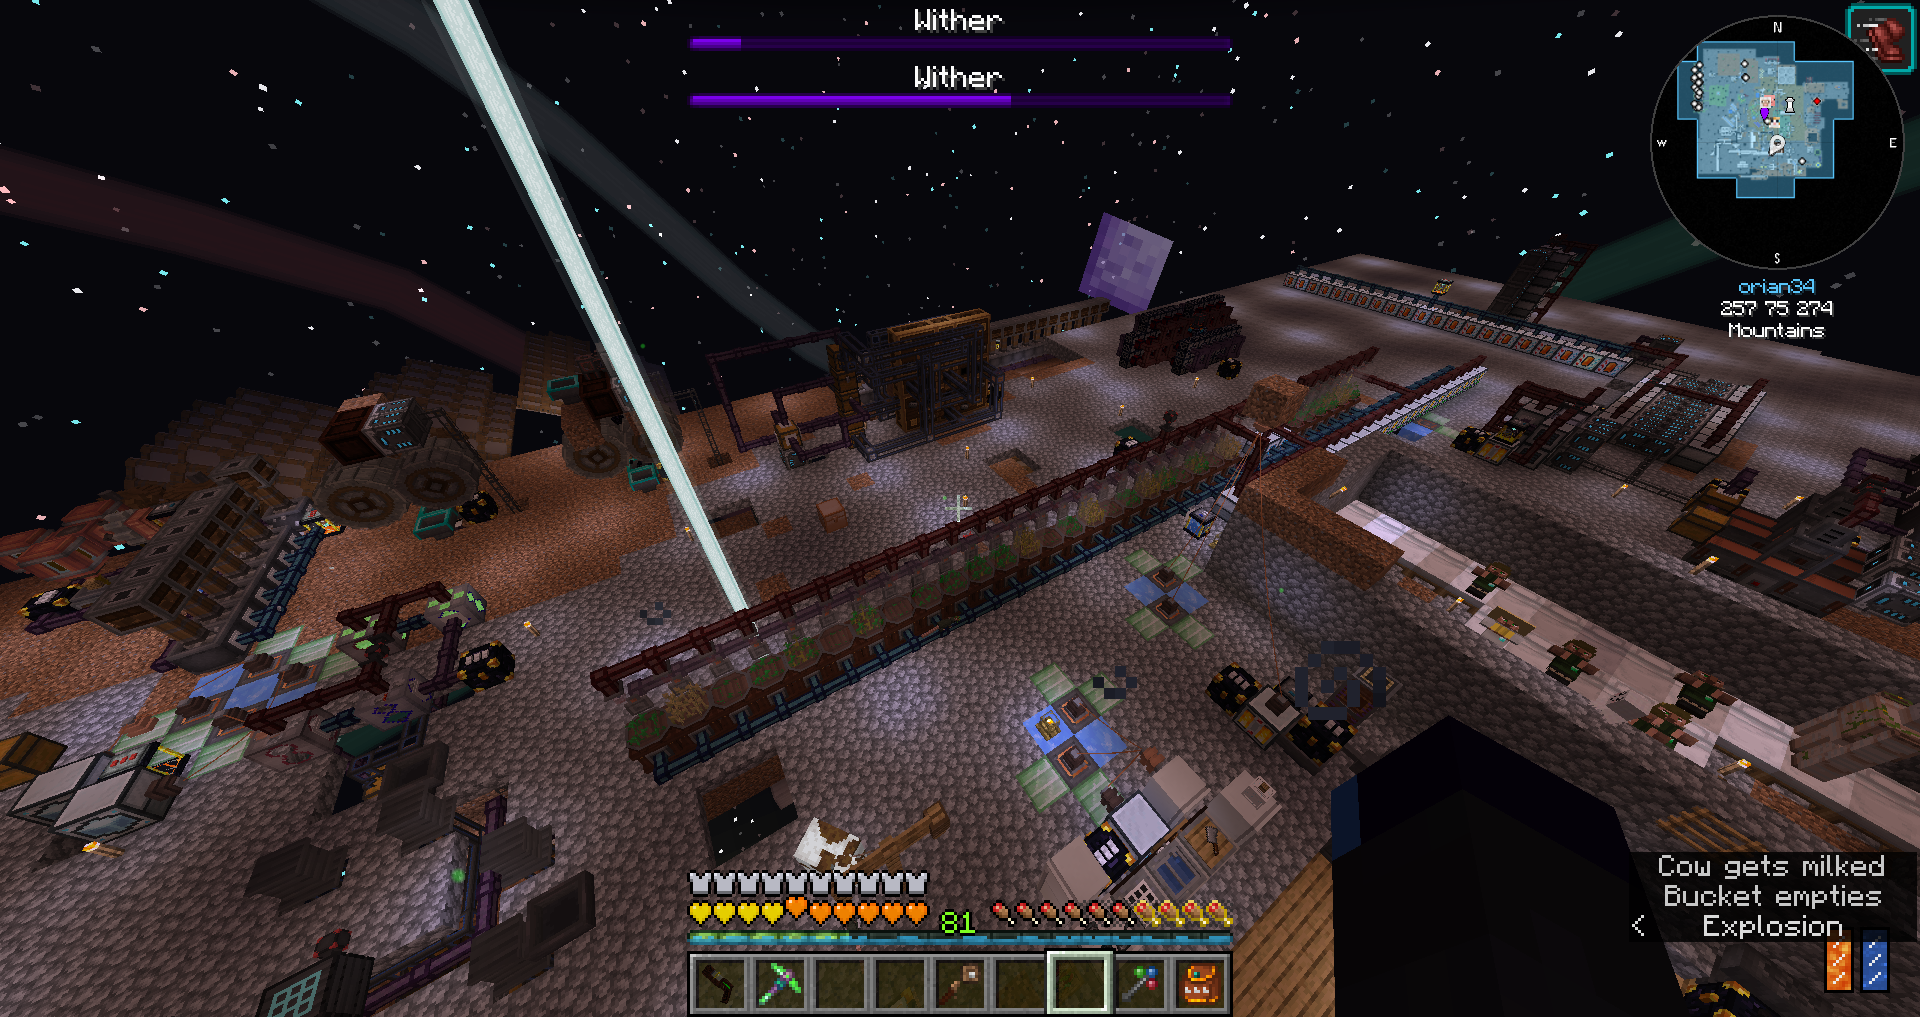 Wither
Wither
N
W
E
S
orian34
257 75 274
Mountains
Cow gets milked
Bucket empties
< Explosion
81